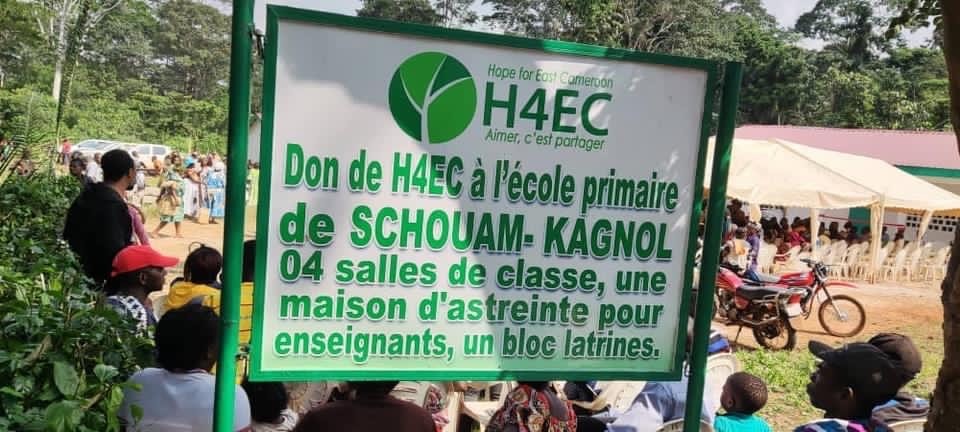 Hope for East Cameroon
H4EC
Aimer, c'est partager
Don de H4EC à l'école primaire
de SCHOUAM- KAGNOL
04 salles de classe, une
maison d'astreinte pour
enseignants, un bloc latrines.